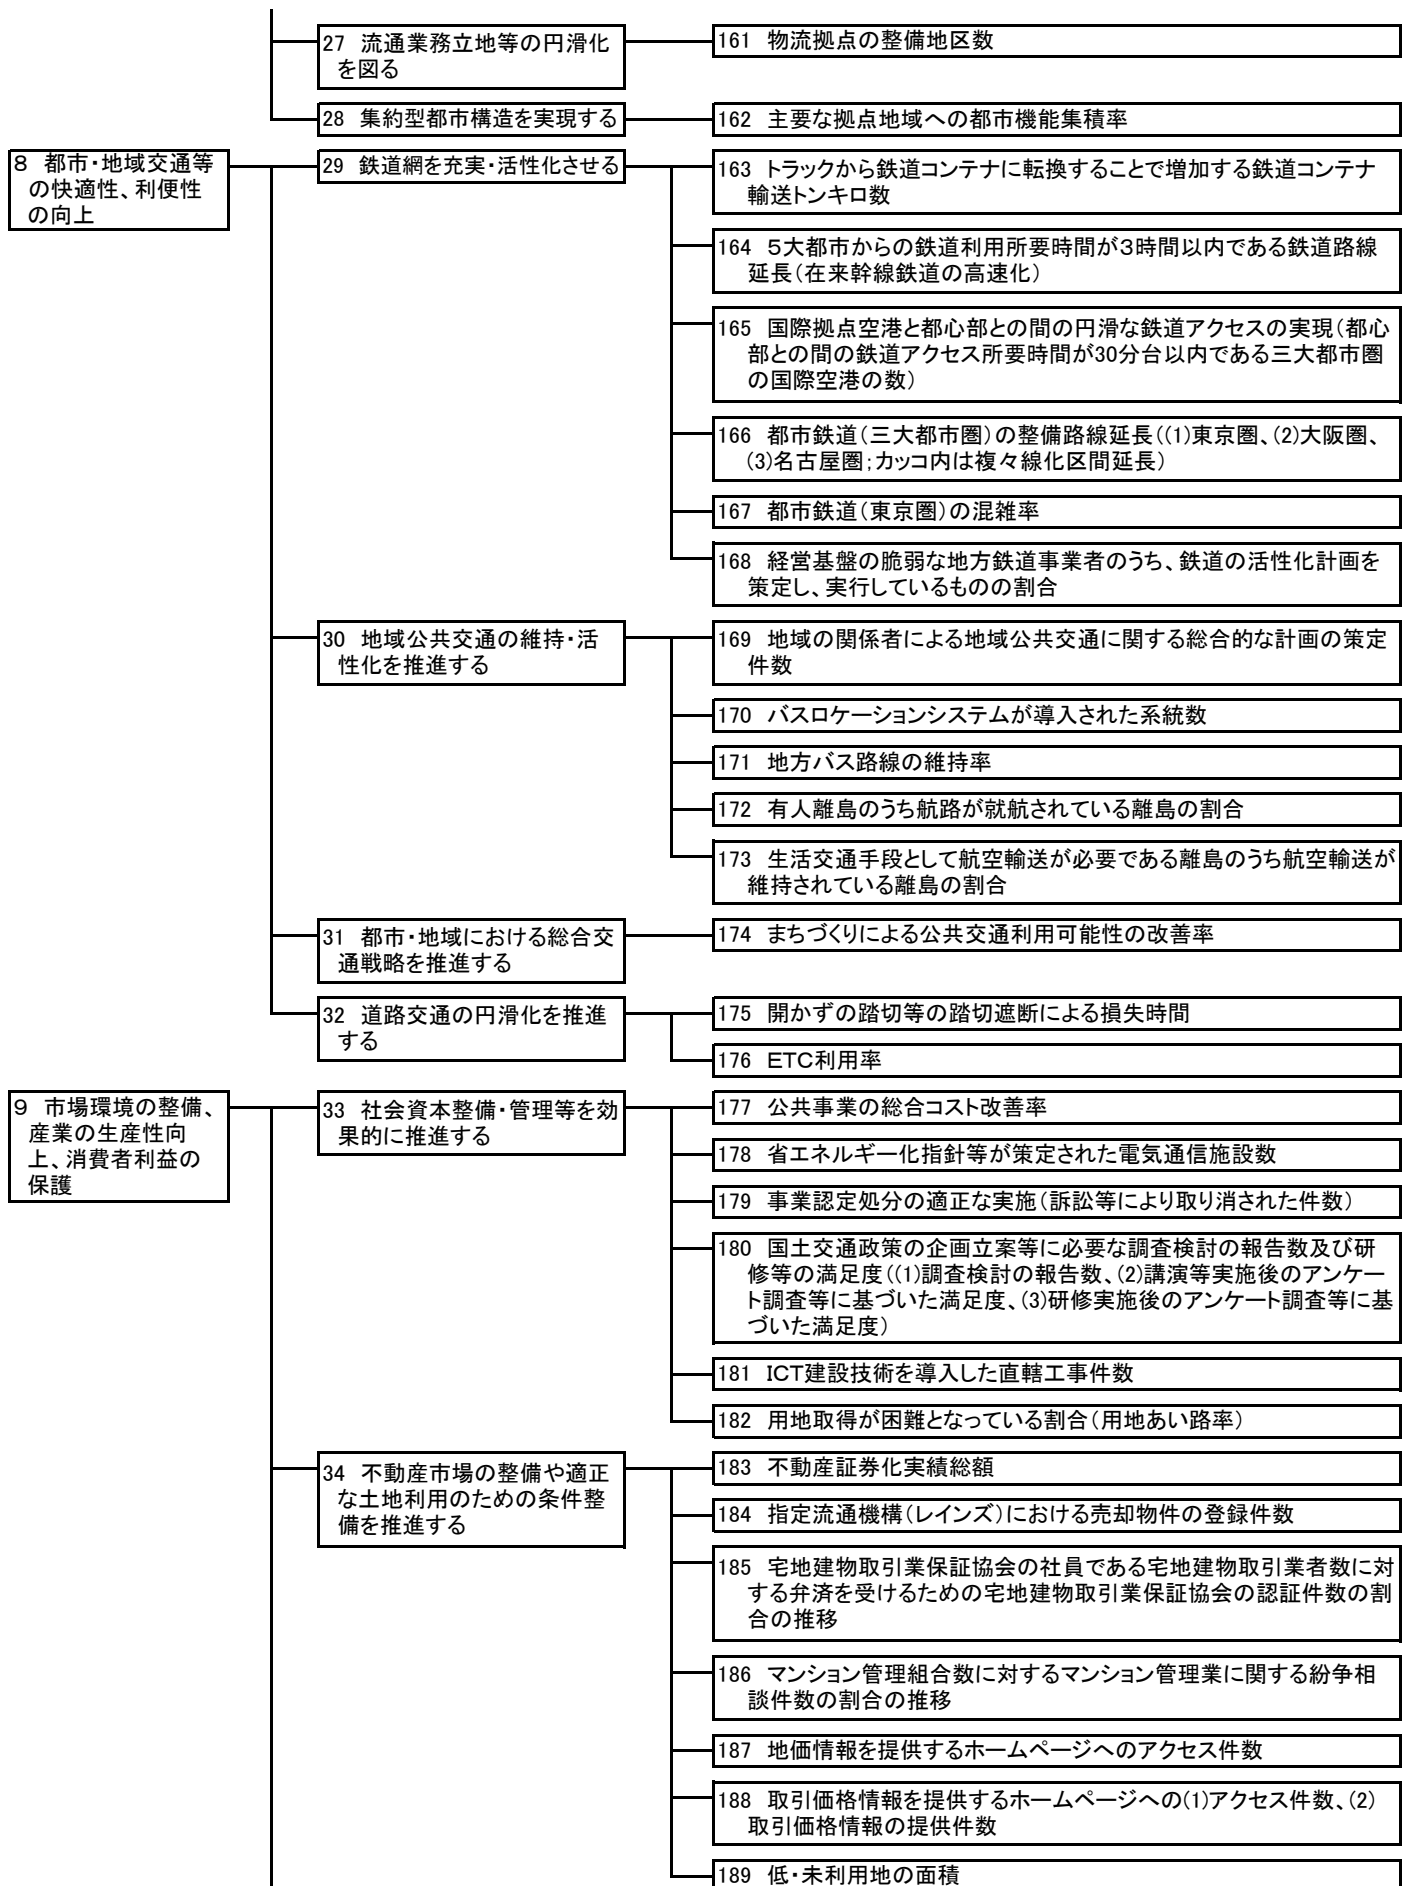 27 流通業務立地等の円滑化
を図る
161 物流拠点の整備地区数
28 集約型都市構造を実現する
162 主要な拠点地域への都市機能集積率
8 都市・地域交通等
の快適性、利便性
の向上
29 鉄道網を充実・活性化させる
163 トラックから鉄道コンテナに転換することで増加する鉄道コンテナ
輸送トンキロ数
164 5大都市からの鉄道利用所要時間が3時間以内である鉄道路線
延長(在来幹線鉄道の高速化)
165 国際拠点空港と都心部との間の円滑な鉄道アクセスの実現(都心
部との間の鉄道アクセス所要時間が30分台以内である三大都市圏
の国際空港の数)
166 都市鉄道(三大都市圏)の整備路線延長((1)東京圏、(2)大阪圏、
(3)名古屋圏;カッコ内は複々線化区間延長)
167 都市鉄道(東京圏)の混雑率
168 経営基盤の脆弱な地方鉄道事業者のうち、鉄道の活性化計画を
策定し、実行しているものの割合
30 地域公共交通の維持・活
性化を推進する
169 地域の関係者による地域公共交通に関する総合的な計画の策定
件数
170 バスロケーションシステムが導入された系統数
171 地方バス路線の維持率
172 有人離島のうち航路が就航されている離島の割合
173 生活交通手段として航空輸送が必要である離島のうち航空輸送が
維持されている離島の割合
31 都市・地域における総合交
通戦略を推進する
174 まちづくりによる公共交通利用可能性の改善率
32 道路交通の円滑化を推進
する
175 開かずの踏切等の踏切遮断による損失時間
176 ETC利用率
9 市場環境の整備、
産業の生産性向
上、消費者利益の
保護
33 社会資本整備・管理等を効
果的に推進する
177 公共事業の総合コスト改善率
178 省エネルギー化指針等が策定された電気通信施設数
179 事業認定処分の適正な実施(訴訟等により取り消された件数)
180 国土交通政策の企画立案等に必要な調査検討の報告数及び研
修等の満足度((1)調査検討の報告数、(2)講演等実施後のアンケー
ト調査等に基づいた満足度、(3)研修実施後のアンケート調査等に基
づいた満足度)
181 ICT建設技術を導入した直轄工事件数
182 用地取得が困難となっている割合(用地あい路率)
34 不動産市場の整備や適正
な土地利用のための条件整
備を推進する
183 不動産証券化実績総額
184 指定流通機構(レインズ)における売却物件の登録件数
185 宅地建物取引業保証協会の社員である宅地建物取引業者数に対
する弁済を受けるための宅地建物取引業保証協会の認証件数の割
合の推移
186 マンション管理組合数に対するマンション管理業に関する紛争相
談件数の割合の推移
187 地価情報を提供するホームページへのアクセス件数
188 取引価格情報を提供するホームページへの(1)アクセス件数、(2)
取引価格情報の提供件数
189 低・未利用地の面積